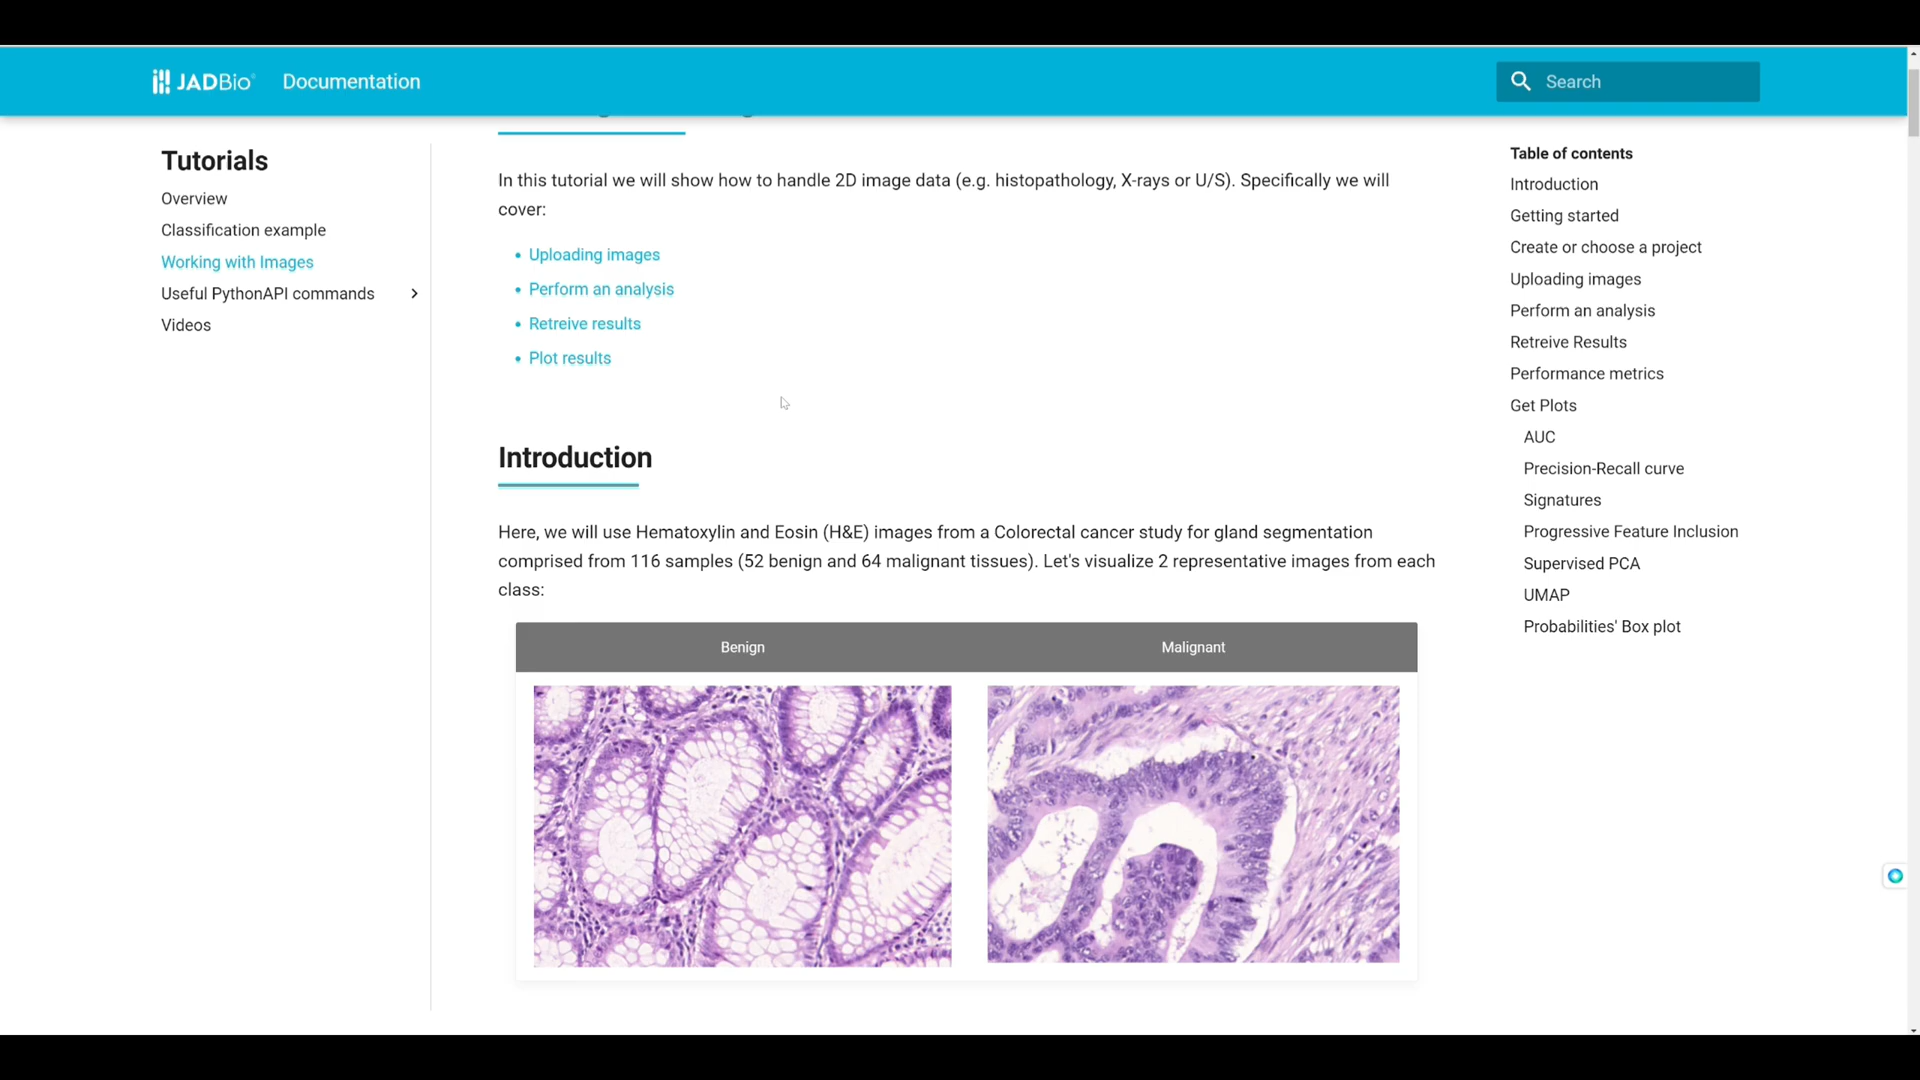 JADBio
Documentation
Search
Tutorials
Overview
Classification example
Working with Images
Useful PythonAPI commands
Videos
In this tutorial we will show how to handle 2D image data (e.g. histopathology, X-rays or U/S). Specifically we will
cover:
• Uploading images
• Perform an analysis
• Retreive results
• Plot results
Introduction
Here, we will use Hematoxylin and Eosin (H&E) images from a Colorectal cancer study for gland segmentation
comprised from 116 samples (52 benign and 64 malignant tissues). Let's visualize 2 representative images from each
class:
Benign
Malignant
Table of contents
Introduction
Getting started
Create or choose a project
Uploading images
Perform an analysis
Retreive Results
Performance metrics
Get Plots
AUC
Precision-Recall curve
Signatures
Progressive Feature Inclusion
Supervised PCA
UMAP
Probabilities' Box plot